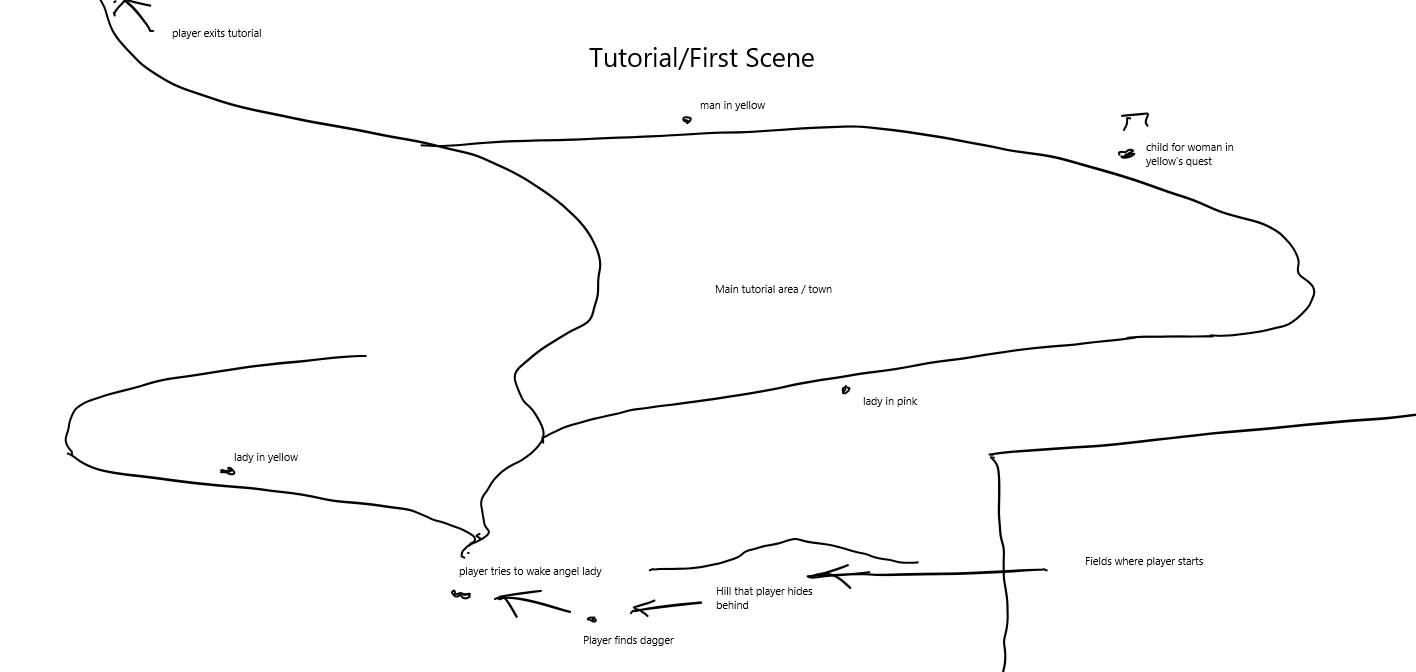 player exits tutorial
Tutorial/First Scene
man in yellow
child for woman in
yellow's quest
Main tutorial area / town
lady in pink
lady in yellow
player tries to wake angel lady
Fields where player starts
Hill that player hides
behind
Player finds dagger